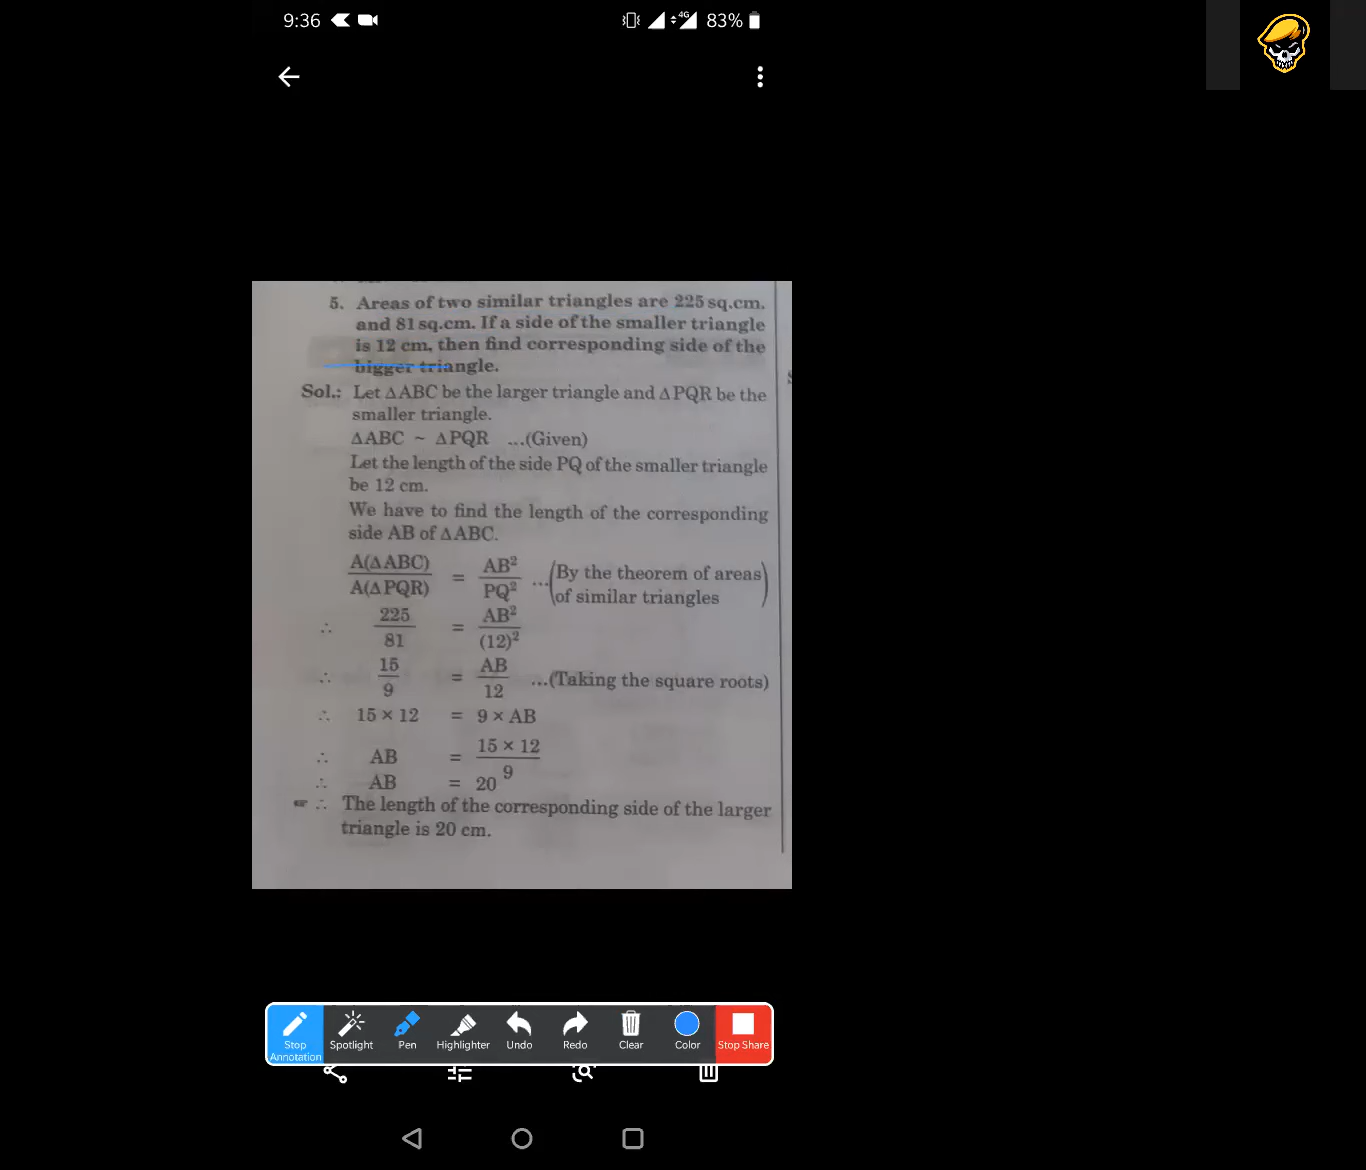 9:36 4G 83%
5. Areas of two similar triangles are 225 sq.cm.
and 81 sq.cm. If a side of the smaller triangle
is 12 cm, then find corresponding side of the
bigger triangle.
Sol.: Let ΔABC be the larger triangle and ΔPQR be the
smaller triangle.
ΔABC ~ ΔPQR ...(Given)
Let the length of the side PQ of the smaller triangle
be 12 cm.
We have to find the length of the corresponding
side AB of ΔABC.
A(ΔABC)/A(ΔPQR) = AB²/PQ² ...(By the theorem of areas
of similar triangles)
∴ 225/81 = AB²/(12)²
∴ 15/9 = AB/12 ...(Taking the square roots)
∴ 15 × 12 = 9 × AB
∴ AB = 15 × 12/9
∴ AB = 20
☛ ∴ The length of the corresponding side of the larger
triangle is 20 cm.
Stop Annotation Spotlight Pen Highlighter Undo Redo Clear Color Stop Share